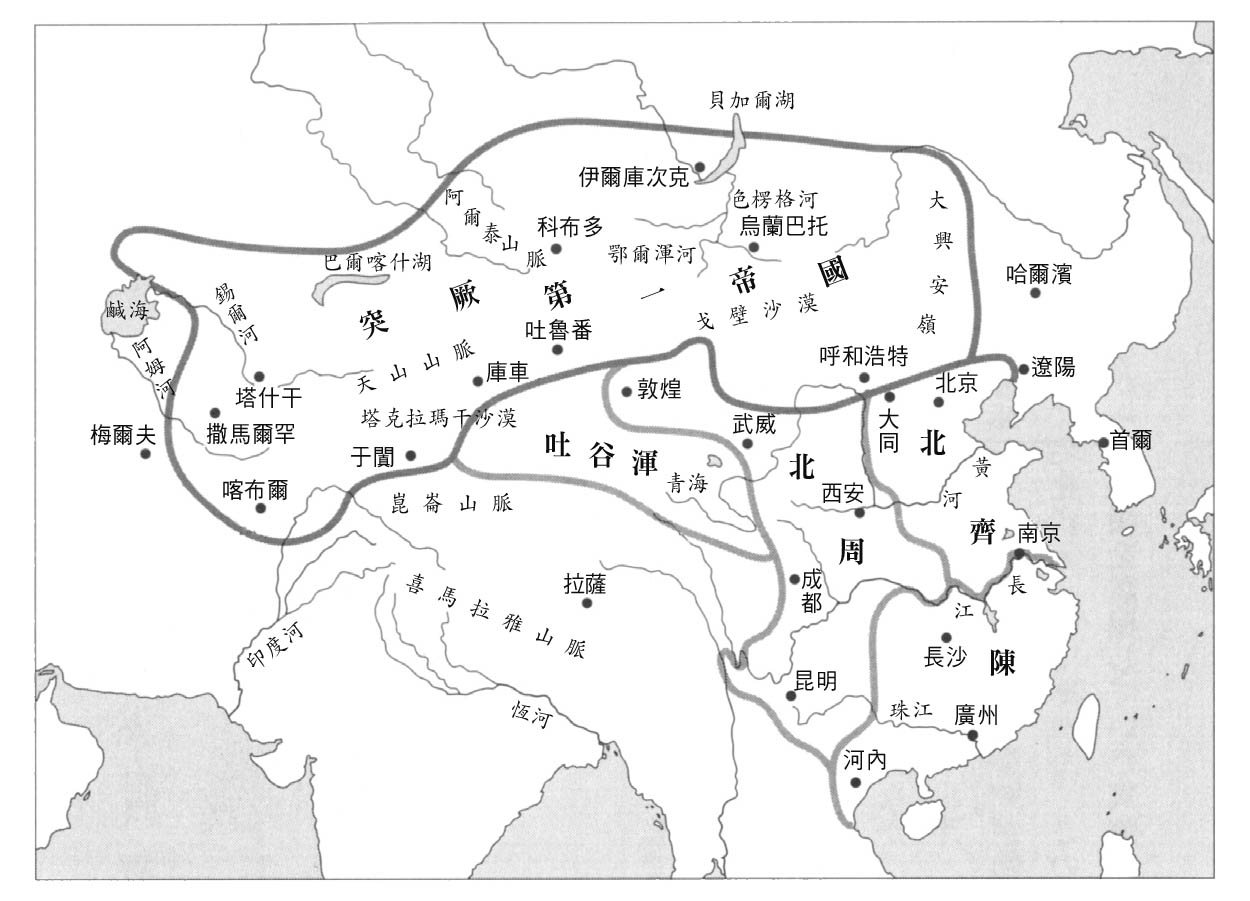 貝加爾湖
伊爾庫次克
阿爾泰山脈
科布多
色楞格河
烏蘭巴托
鄂爾渾河
大興安嶺
巴爾喀什湖
突厥第一帝國
哈爾濱
鹹海
錫爾河
阿姆河
吐魯番
戈壁沙漠
天山山脈
庫車
呼和浩特
遼陽
塔什干
敦煌
北京
撒馬爾罕
塔克拉瑪干沙漠
武威
大同
梅爾夫
于闐
吐谷渾
北周
北齊
首爾
黃河
青海
喀布爾
崑崙山脈
西安
南京
長江
喜馬拉雅山脈
拉薩
成都
印度河
長沙
陳
昆明
恆河
珠江
廣州
河內